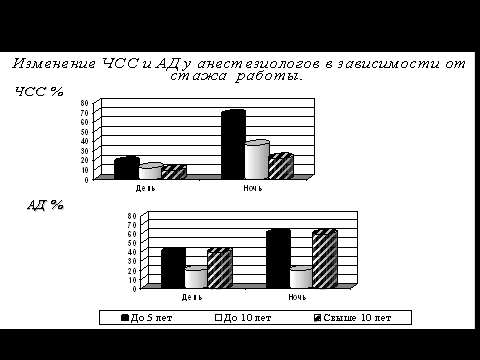 Изменение ЧСС и АД у анестезиологов в зависимости от
стажа работы.
ЧСС %
80
70
60
50
40
30
20
10
0
День Ночь
АД %
80
70
60
50
40
30
20
10
0
День Ночь
До 5 лет До 10 лет Свыше 10 лет